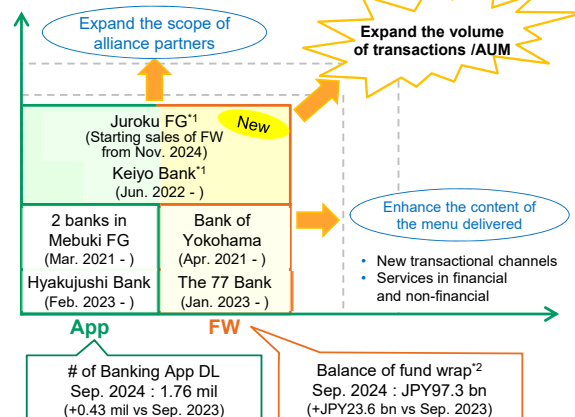 Expand the scope of
alliance partners
Expand the volume
of transactions /AUM
Juroku FG*1
(Starting sales of FW
from Nov. 2024)
New
Keiyo Bank*1
(Jun. 2022 - )
2 banks in
Mebuki FG
(Mar. 2021 - )
Bank of
Yokohama
(Apr. 2021 - )
Hyakujushi Bank
(Feb. 2023 - )
The 77 Bank
(Jan. 2023 - )
Enhance the content of
the menu delivered
• New transactional channels
• Services in financial
and non-financial
App
FW
# of Banking App DL
Sep. 2024 : 1.76 mil
(+0.43 mil vs Sep. 2023)
Balance of fund wrap*2
Sep. 2024 : JPY97.3 bn
(+JPY23.6 bn vs Sep. 2023)